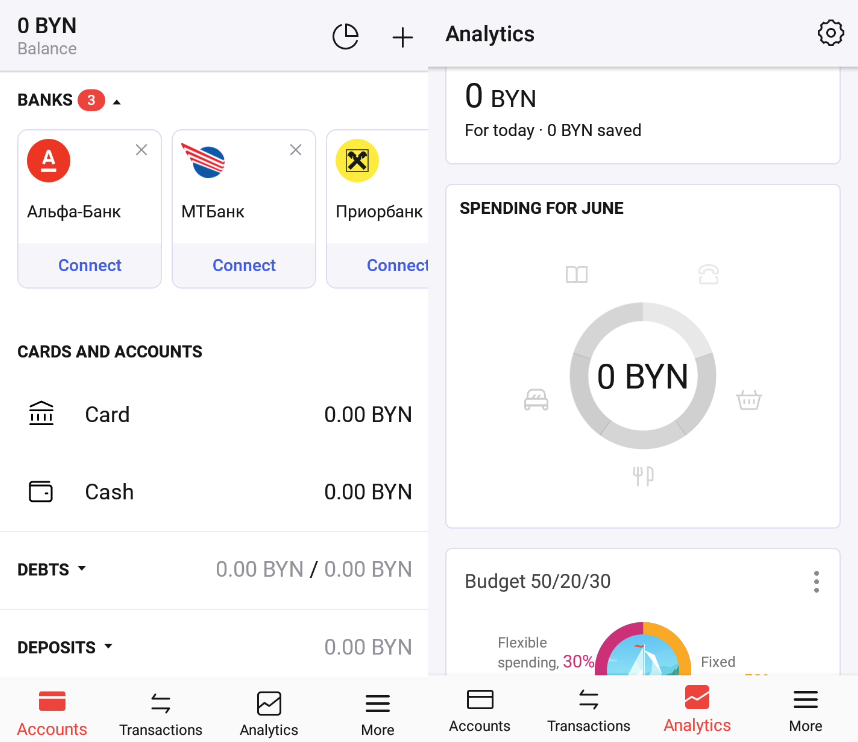 0 BYN
Balance
BANKS 3
А
Альфа-Банк
МТБанк
Приорбанк
Connect
Connect
Connect
CARDS AND ACCOUNTS
Card 0.00 BYN
Cash 0.00 BYN
DEBTS 0.00 BYN / 0.00 BYN
DEPOSITS 0.00 BYN
Accounts
Transactions
Analytics
More
Analytics
0 BYN
For today · 0 BYN saved
SPENDING FOR JUNE
0 BYN
Budget 50/20/30
Flexible
spending, 30%
Fixed
Accounts
Transactions
Analytics
More